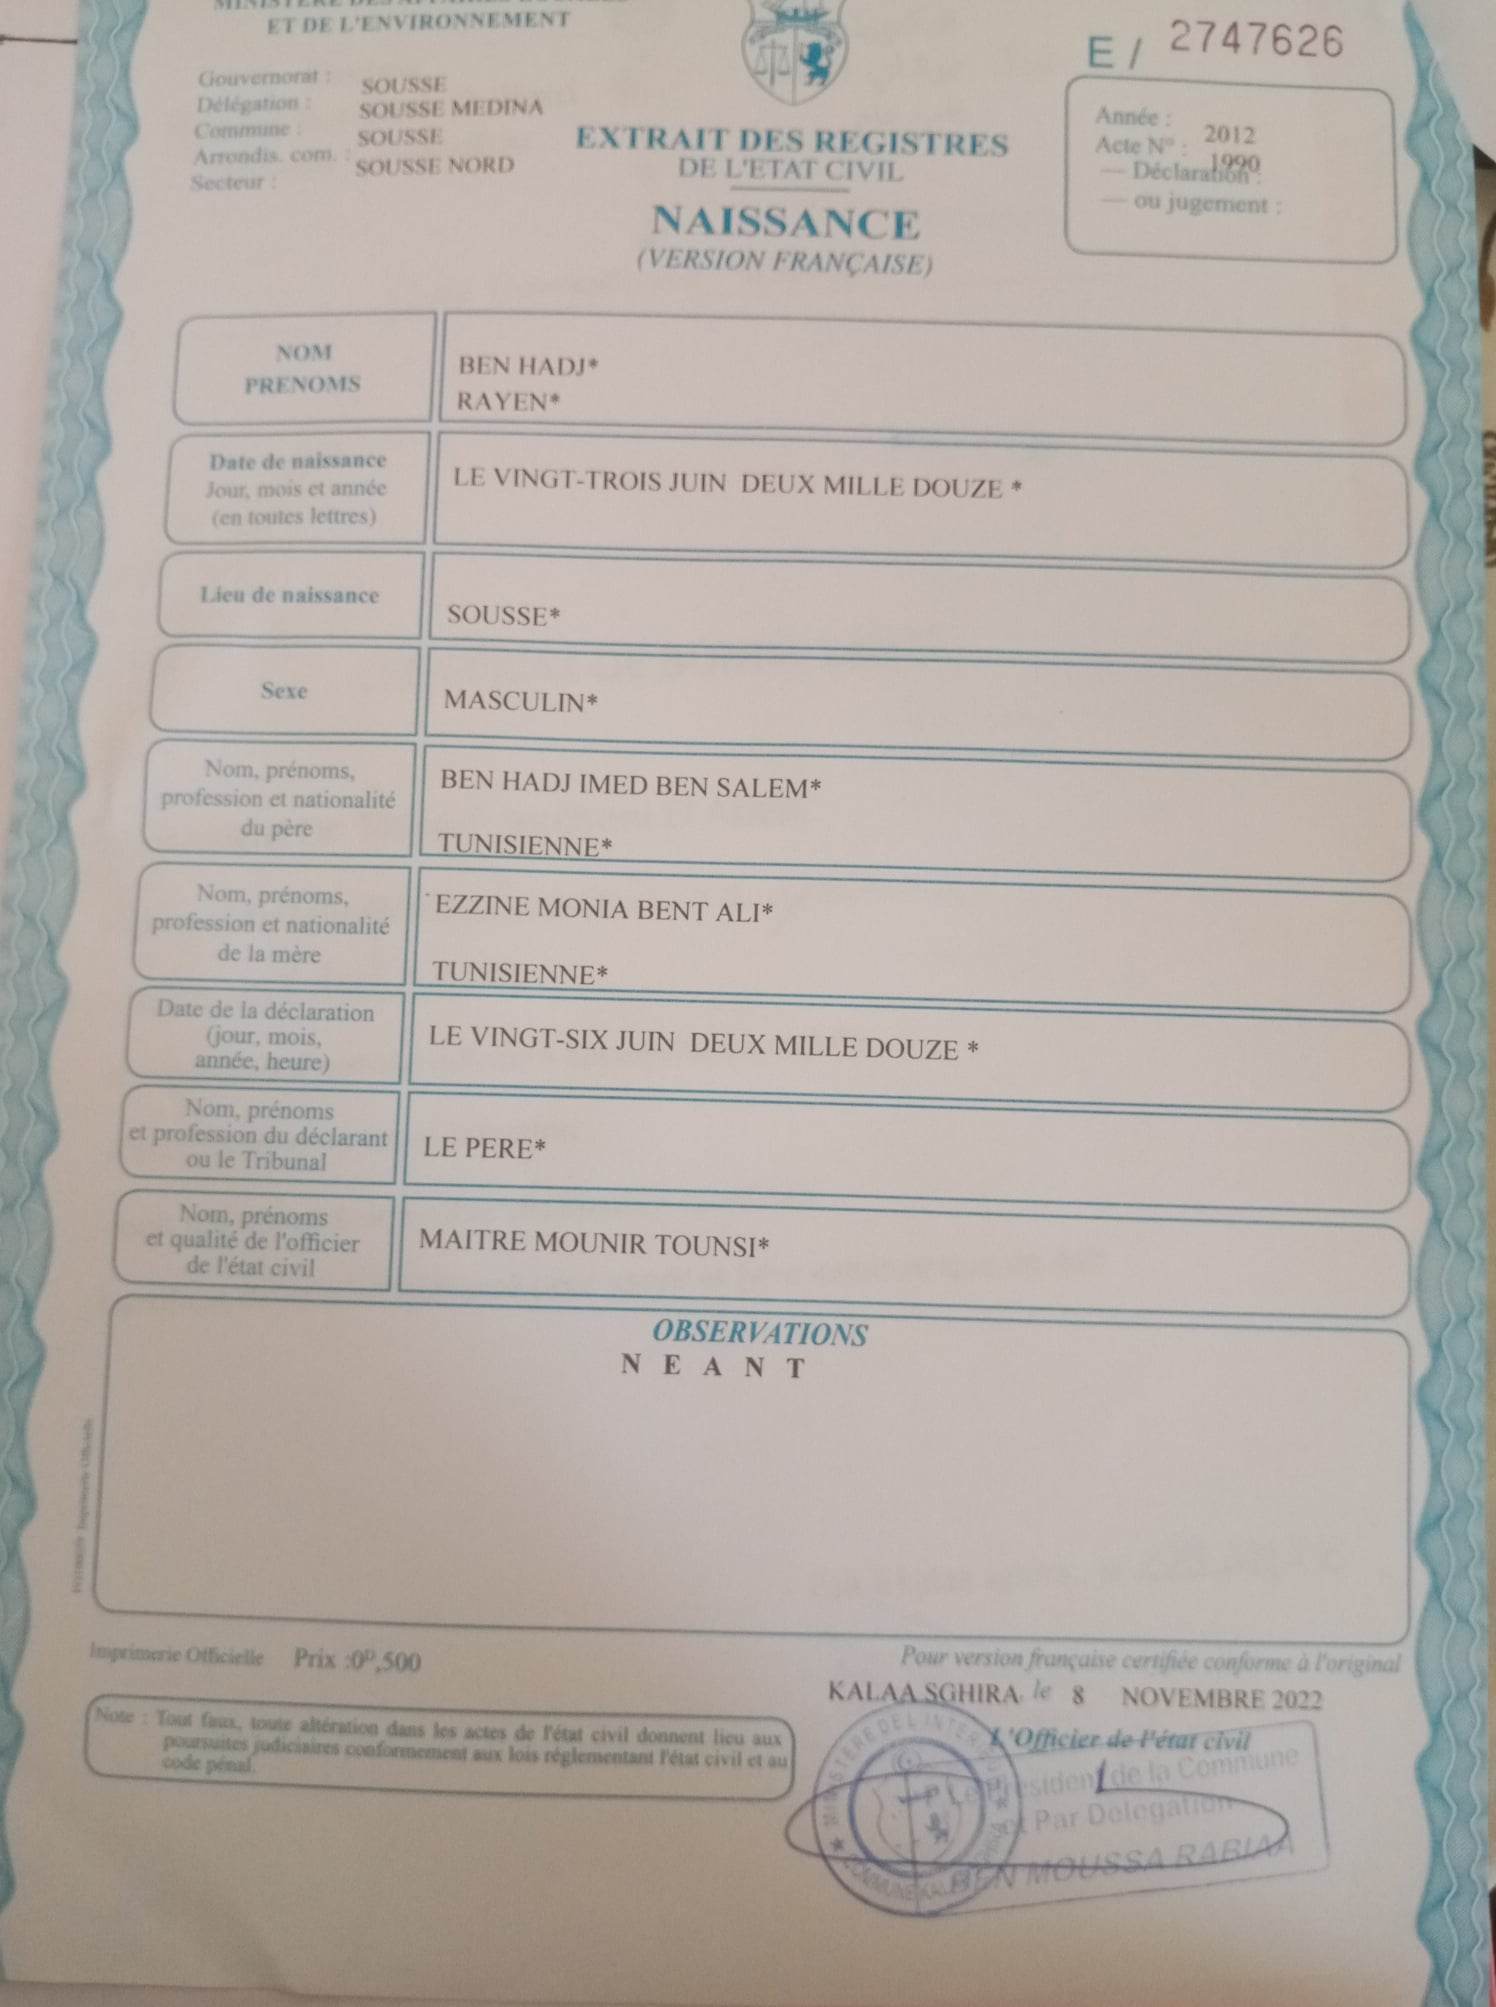 ET DE L'ENVIRONNEMENT
E / 2747626
Gouvernorat : SOUSSE
Délégation : SOUSSE MEDINA
Commune : SOUSSE
Arrondis. com. : SOUSSE NORD
Secteur :
EXTRAIT DES REGISTRES
DE L'ETAT CIVIL
NAISSANCE
(VERSION FRANÇAISE)
Année : 2012
Acte N° : 1990
— Déclaration :
— ou jugement :
NOM BEN HADJ*
PRENOMS RAYEN*
Date de naissance
Jour, mois et année
(en toutes lettres)
LE VINGT-TROIS JUIN DEUX MILLE DOUZE *
Lieu de naissance
SOUSSE*
Sexe
MASCULIN*
Nom, prénoms,
profession et nationalité
du père
BEN HADJ IMED BEN SALEM*
TUNISIENNE*
Nom, prénoms,
profession et nationalité
de la mère
EZZINE MONIA BENT ALI*
TUNISIENNE*
Date de la déclaration
(jour, mois,
année, heure)
LE VINGT-SIX JUIN DEUX MILLE DOUZE *
Nom, prénoms
et profession du déclarant
ou le Tribunal
LE PERE*
Nom, prénoms
et qualité de l'officier
de l'état civil
MAITRE MOUNIR TOUNSI*
OBSERVATIONS
N E A N T
Imprimerie Officielle Prix :0ᴰ,500
Pour version française certifiée conforme à l'original
KALAA SGHIRA. le 8 NOVEMBRE 2022
Note : Tout faux, toute altération dans les actes de l'état civil donnent lieu aux
poursuites judiciaires conformement aux lois réglementant l'état civil et au
code pénal.
L'Officier de l'état civil
Le Président de la Commune
et Par Delegation
BEN MOUSSA RABIAA